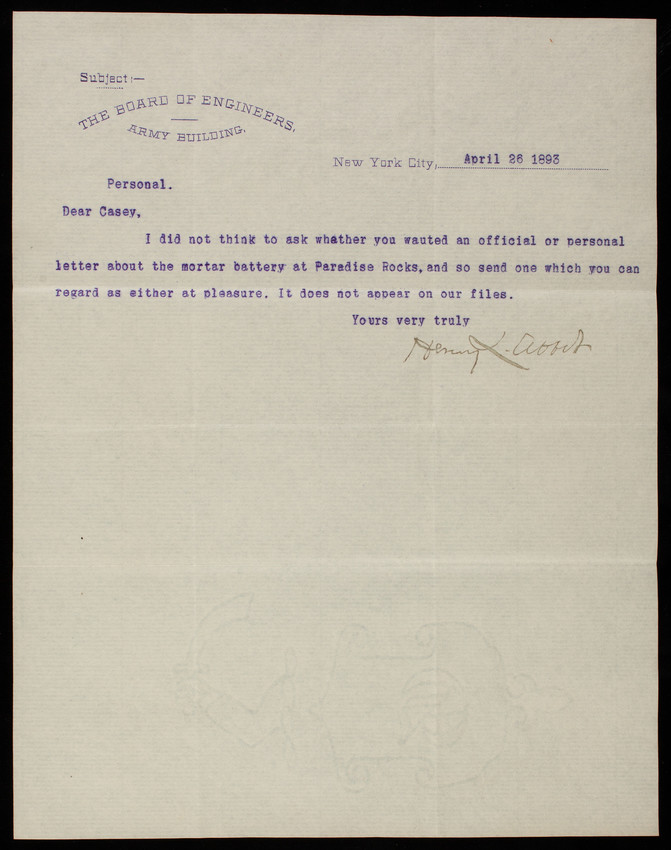 Subject:—
THE BOARD OF ENGINEERS,
ARMY BUILDING,
New York City, April 26 1893
Personal.
Dear Casey,
I did not think to ask whather you wauted an official or personal
letter about the mortar battery at Paradise Rocks, and so send one which you can
regard as either at pleasure. It does not appear on our files.
Yours very truly
Henry L. Abbot